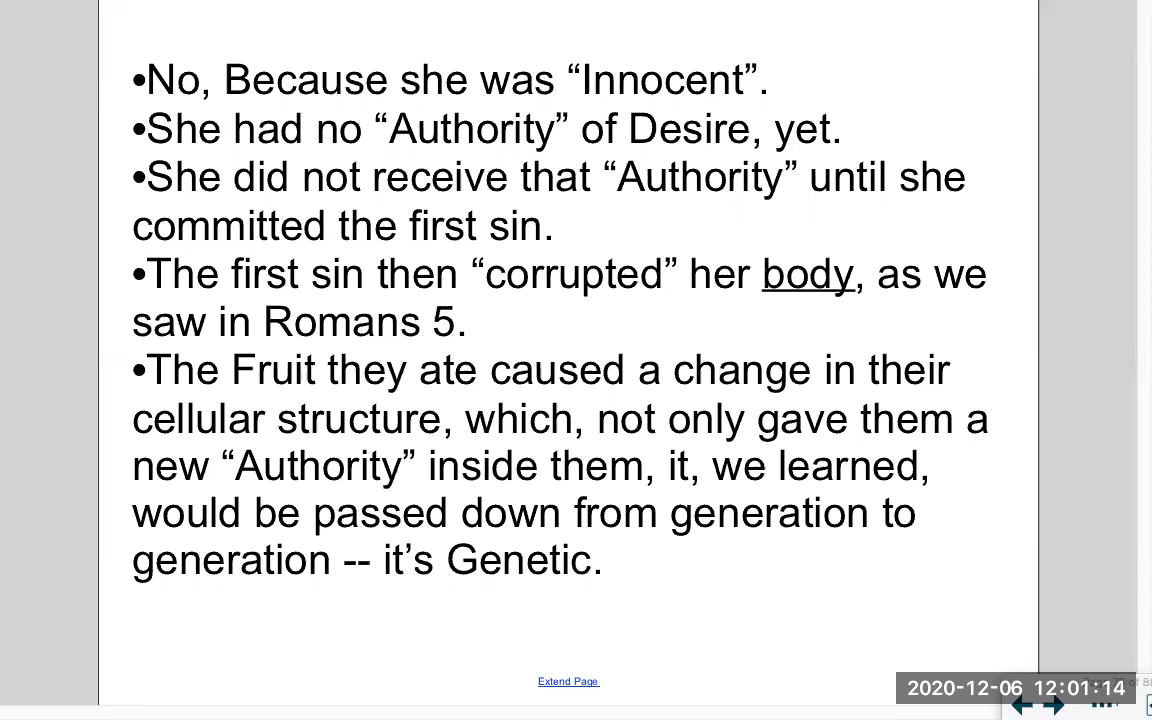 •No, Because she was “Innocent”.
•She had no “Authority” of Desire, yet.
•She did not receive that “Authority” until she
committed the first sin.
•The first sin then “corrupted” her body, as we
saw in Romans 5.
•The Fruit they ate caused a change in their
cellular structure, which, not only gave them a
new “Authority” inside them, it, we learned,
would be passed down from generation to
generation -- it’s Genetic.
Extend Page
2020-12-06 12:01:14